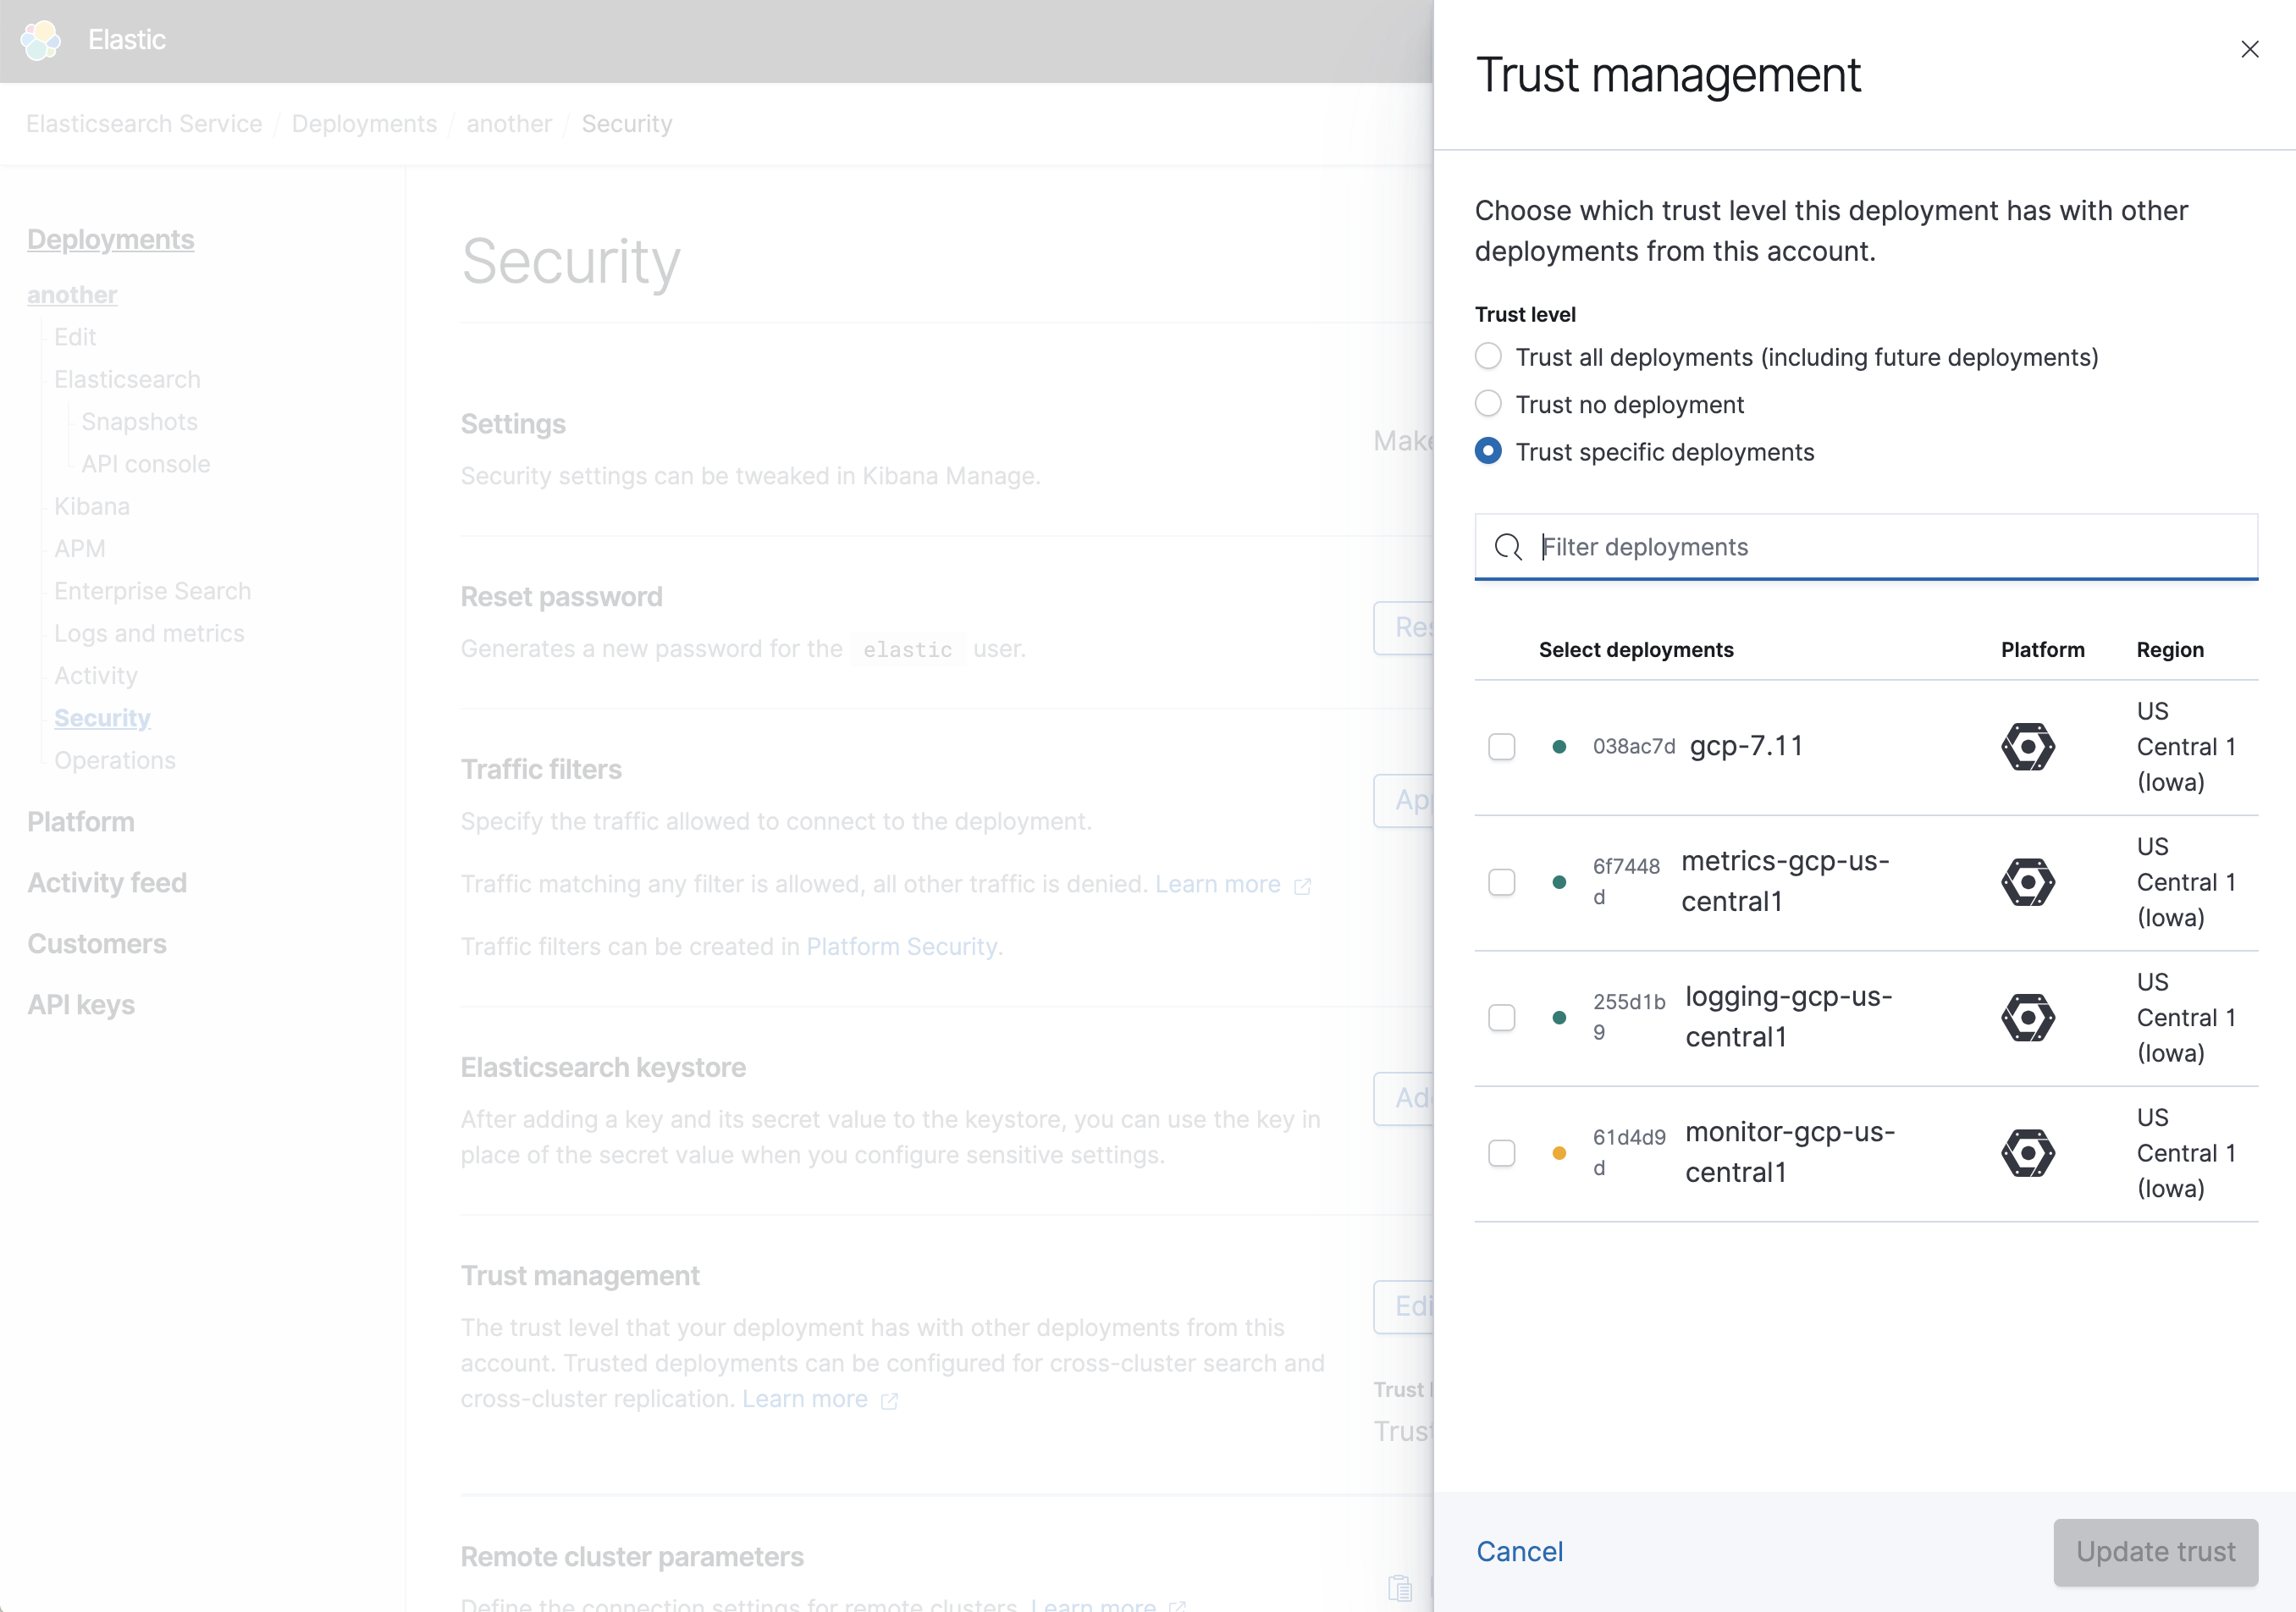 Elastic
Elasticsearch Service / Deployments / another / Security
Deployments
another
Edit
Elasticsearch
Snapshots
API console
Kibana
APM
Enterprise Search
Logs and metrics
Activity
Security
Operations
Platform
Activity feed
Customers
API keys
Security
Settings
Security settings can be tweaked in Kibana Manage.
Make
Reset password
Generates a new password for the elastic user.
Res
Traffic filters
Specify the traffic allowed to connect to the deployment.
App
Traffic matching any filter is allowed, all other traffic is denied. Learn more
Traffic filters can be created in Platform Security.
Elasticsearch keystore
After adding a key and its secret value to the keystore, you can use the key in
place of the secret value when you configure sensitive settings.
Add
Trust management
The trust level that your deployment has with other deployments from this
account. Trusted deployments can be configured for cross-cluster search and
cross-cluster replication. Learn more
Edi
Trust l
Trust
Remote cluster parameters
Define the connection settings for remote clusters. Learn more
Trust management
Choose which trust level this deployment has with other
deployments from this account.
Trust level
Trust all deployments (including future deployments)
Trust no deployment
Trust specific deployments
Filter deployments
Select deployments Platform Region
038ac7d gcp-7.11
US
Central 1
(Iowa)
6f7448
d
metrics-gcp-us-
central1
US
Central 1
(Iowa)
255d1b
9
logging-gcp-us-
central1
US
Central 1
(Iowa)
61d4d9
d
monitor-gcp-us-
central1
US
Central 1
(Iowa)
Cancel
Update trust